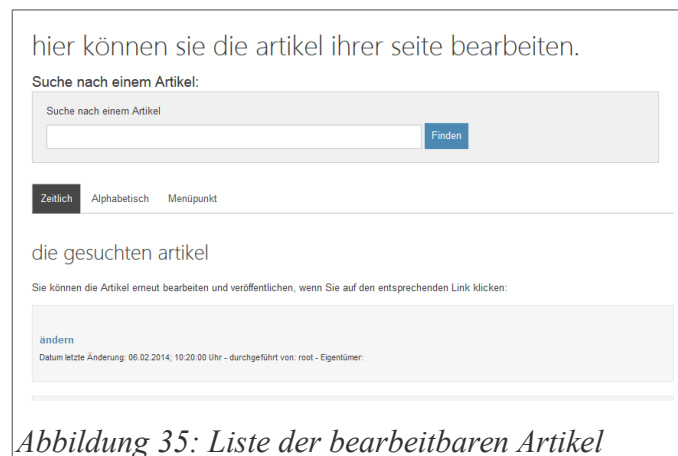 hier können sie die artikel ihrer seite bearbeiten.
Suche nach einem Artikel:
Suche nach einem Artikel
Finden
Zeitlich Alphabetisch Menüpunkt
die gesuchten artikel
Sie können die Artikel erneut bearbeiten und veröffentlichen, wenn Sie auf den entsprechenden Link klicken:
ändern
Datum letzte Änderung: 06.02.2014; 10:20:00 Uhr - durchgeführt von: root - Eigentümer:
Abbildung 35: Liste der bearbeitbaren Artikel